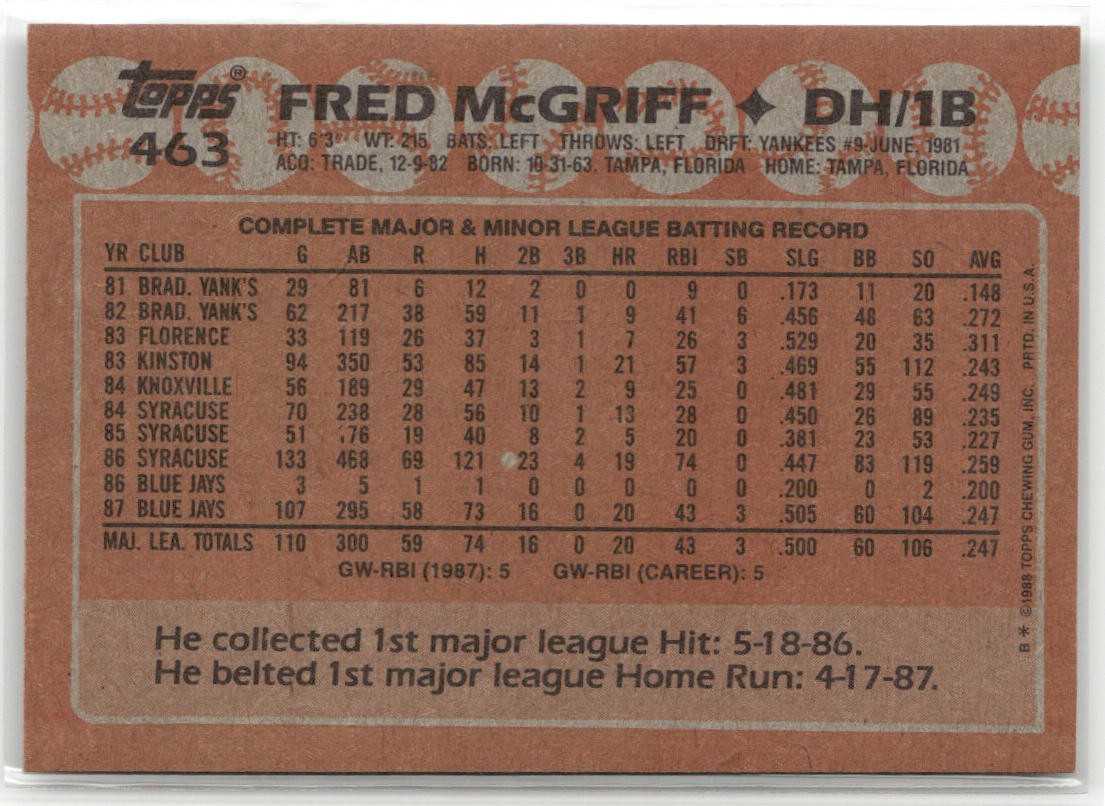 Topps® FRED McGRIFF ✦ DH/1B
463 HT: 6'3" WT: 215 BATS: LEFT THROWS: LEFT DRFT: YANKEES #9-JUNE, 1981
ACQ: TRADE, 12-9-82 BORN: 10-31-63, TAMPA, FLORIDA HOME: TAMPA, FLORIDA
COMPLETE MAJOR & MINOR LEAGUE BATTING RECORD
YR CLUB G AB R H 2B 3B HR RBI SB SLG BB SO AVG
81 BRAD. YANK'S 29 81 6 12 2 0 0 9 0 .173 11 20 .148
82 BRAD. YANK'S 62 217 38 59 11 1 9 41 6 .456 48 63 .272
83 FLORENCE 33 119 26 37 3 1 7 26 3 .529 20 35 .311
83 KINSTON 94 350 53 85 14 1 21 57 3 .469 55 112 .243
84 KNOXVILLE 56 189 29 47 13 2 9 25 0 .481 29 55 .249
84 SYRACUSE 70 238 28 56 10 1 13 28 0 .450 26 89 .235
85 SYRACUSE 51 176 19 40 8 2 5 20 0 .381 23 53 .227
86 SYRACUSE 133 468 69 121 23 4 19 74 0 .447 83 119 .259
86 BLUE JAYS 3 5 1 1 0 0 0 0 0 .200 0 2 .200
87 BLUE JAYS 107 295 58 73 16 0 20 43 3 .505 60 104 .247
MAJ. LEA. TOTALS 110 300 59 74 16 0 20 43 3 .500 60 106 .247
GW-RBI (1987): 5 GW-RBI (CAREER): 5
He collected 1st major league Hit: 5-18-86.
He belted 1st major league Home Run: 4-17-87.
B* ©1988 TOPPS CHEWING GUM, INC. PRTD. IN U.S.A.